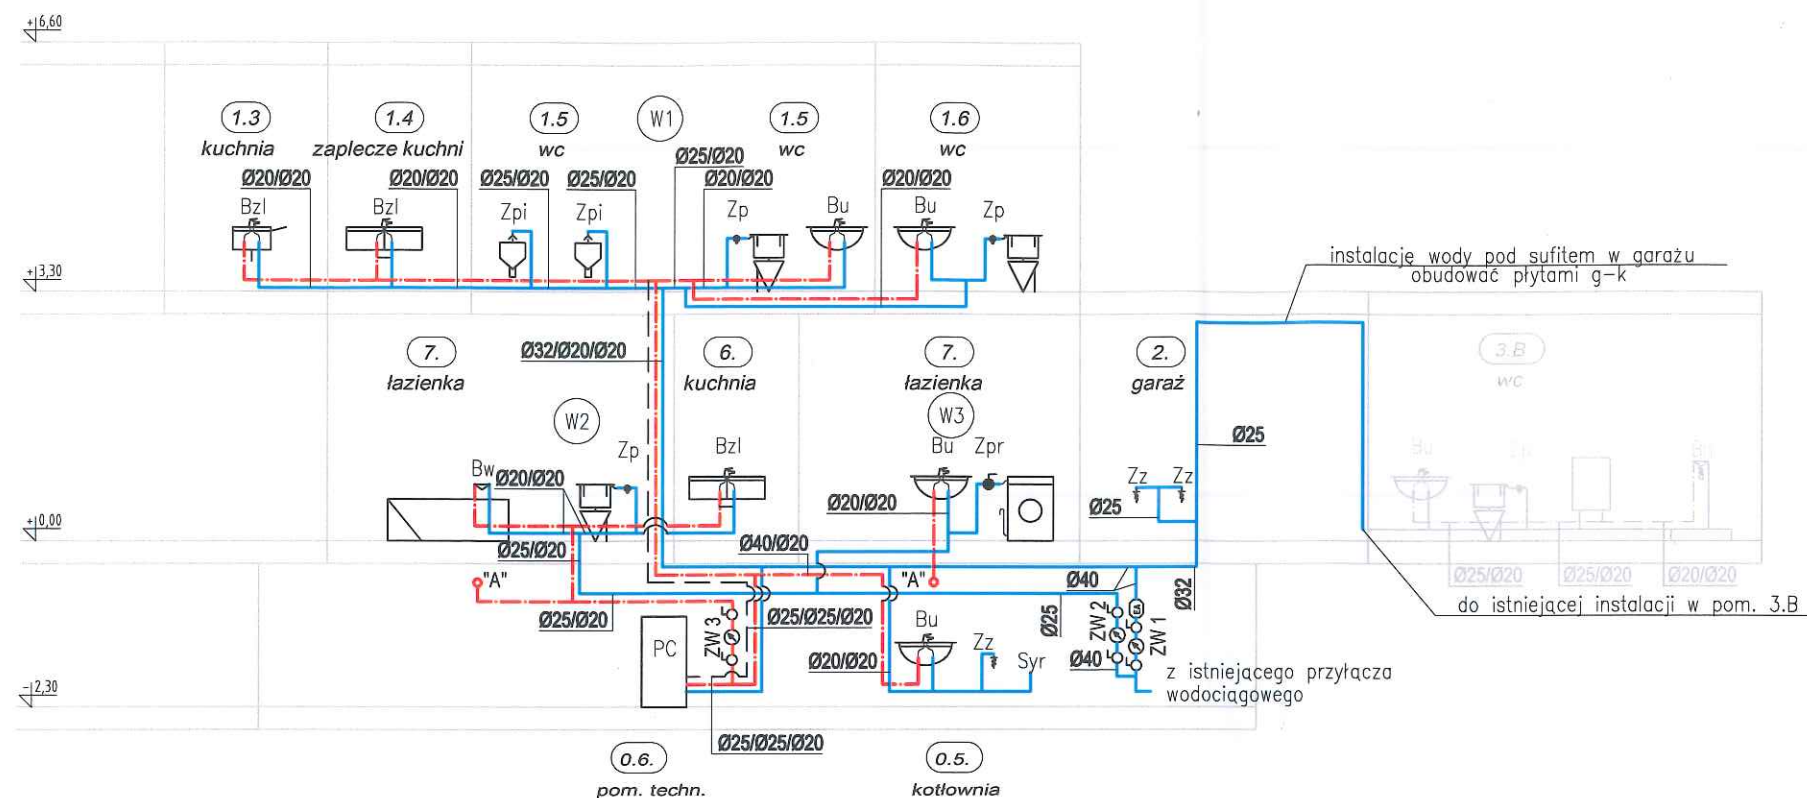 +6,60
1.3
kuchnia
1.4
zaplecze kuchni
1.5
wc
W1
1.5
wc
1.6
wc
Ø20/Ø20
Ø20/Ø20
Ø25/Ø20
Ø25/Ø20
Ø25/Ø20
Ø20/Ø20
Ø20/Ø20
Bzl
Bzl
Zpi
Zpi
Zp
Bu
Bu
Zp
+3,30
instalację wody pod sufitem w garażu
obudować płytami g-k
7.
łazienka
Ø32/Ø20/Ø20
6.
kuchnia
7.
łazienka
2.
garaż
3.B
wc
W2
W3
Ø25
Bw
Ø20/Ø20
Zp
Bzl
Bu
Zpr
Zz
Zz
Bu
Zp
Ø20/Ø20
Ø25
+0,00
Ø25/Ø20
Ø40/Ø20
"A"
"A"
Ø40
Ø32
Ø25/Ø20
Ø25/Ø20
Ø20/Ø20
do istniejącej instalacji w pom. 3.B
Ø25/Ø20
Ø25/Ø25/Ø20
Ø25
ZW 2
EA
ZW 1
ZW 3
PC
Bu
Zz
Syr
Ø20/Ø20
Ø40
z istniejącego przyłącza
wodociągowego
-2,30
Ø25/Ø25/Ø20
0.6.
pom. techn.
0.5.
kotłownia